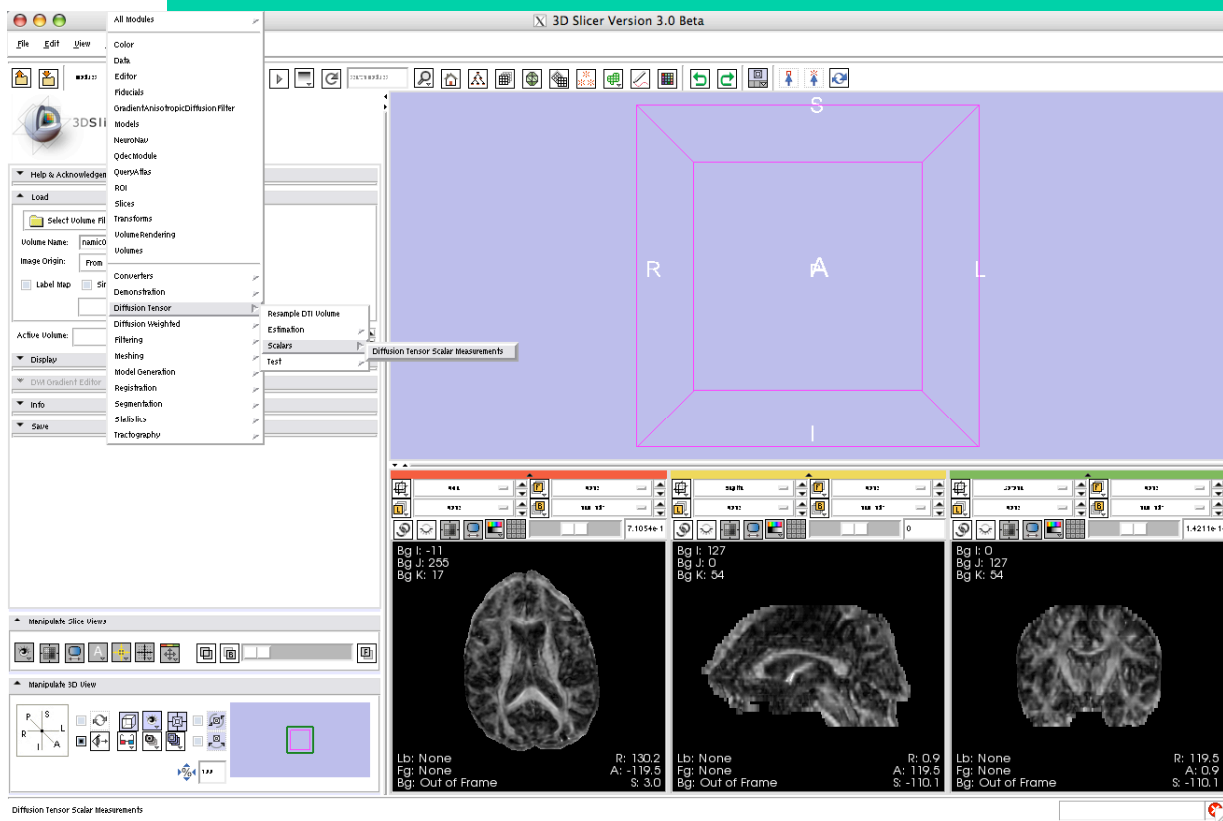 3D Slicer Version 3.0 Beta
File Edit View
All Modules
Color
Data
Editor
Fiducials
GradientAnisotropicDiffusionFilter
Models
NeuroNav
Qdec Module
QueryAtlas
ROI
Slices
Transforms
VolumeRendering
Volumes
Converters
Demonstration
Diffusion Tensor
Diffusion Weighted
Filtering
Meshing
Model Generation
Registration
Segmentation
Statistics
Tractography
Resample DTI Volume
Estimation
Scalars
Test
Diffusion Tensor Scalar Measurements
3DSli
Help & Acknowledgem
Load
Select Volume Fil
Volume Name: namic0
Image Origin: From
Label Map Sin
Active Volume:
Display
DWI Gradient Editor
Info
Save
S
R A L
I
7.1054e-1
0
1.4211e-1
Bg I: -11
Bg J: 255
Bg K: 17
Lb: None
Fg: None
Bg: Out of Frame
R: 130.2
A: -119.5
S: 3.0
Bg I: 127
Bg J: 0
Bg K: 54
Lb: None
Fg: None
Bg: Out of Frame
R: 0.9
A: 119.5
S: -110.1
Bg I: 0
Bg J: 127
Bg K: 54
Lb: None
Fg: None
Bg: Out of Frame
R: 119.5
A: 0.9
S: -110.1
Manipulate Slice Views
Manipulate 3D View
P S
R L
I A
Diffusion Tensor Scalar Measurements